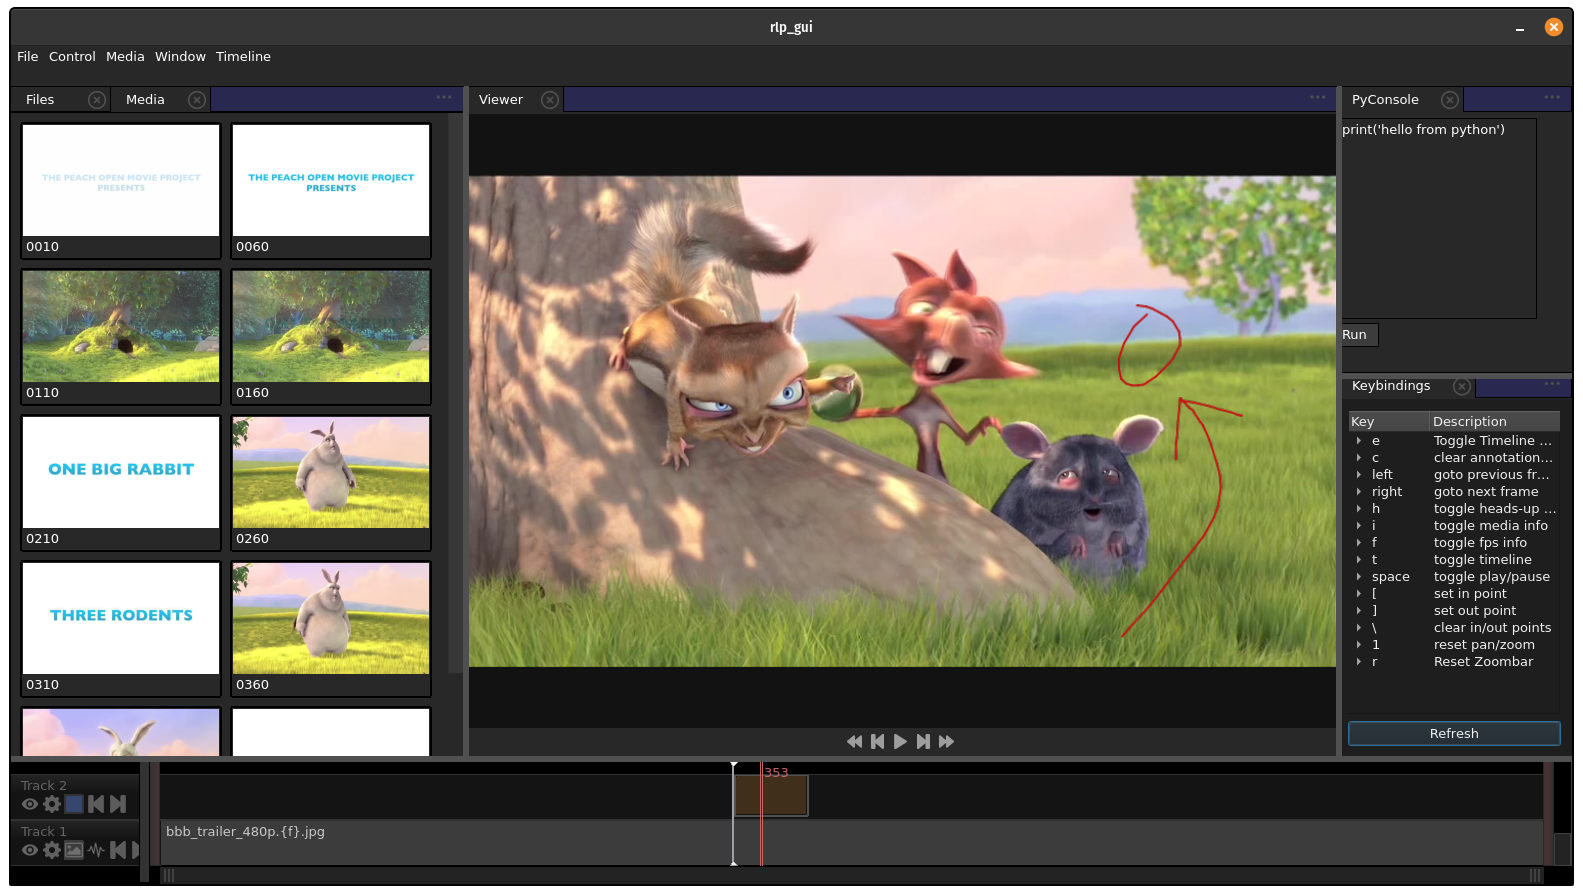 rlp_gui
File Control Media Window Timeline
Files Media
THE PEACH OPEN MOVIE PROJECT
PRESENTS
0010
THE PEACH OPEN MOVIE PROJECT
PRESENTS
0060
0110
0160
ONE BIG RABBIT
0210
0260
THREE RODENTS
0310
0360
Viewer
PyConsole
print('hello from python')
Run
Keybindings
Key Description
e Toggle Timeline ...
c clear annotation...
left goto previous fr...
right goto next frame
h toggle heads-up ...
i toggle media info
f toggle fps info
t toggle timeline
space toggle play/pause
[ set in point
] set out point
\ clear in/out points
1 reset pan/zoom
r Reset Zoombar
Refresh
353
Track 2
Track 1
bbb_trailer_480p.{f}.jpg